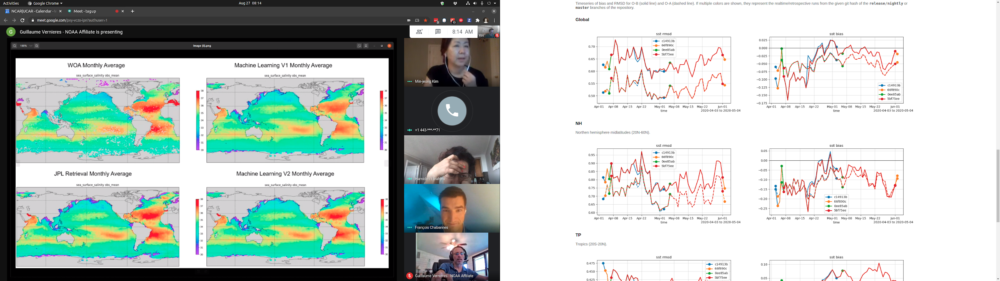 Activities Google Chrome Aug 27 08:14
NCAR|UCAR - Calendar - Meet - tagup
meet.google.com/pxy-vczo-ipn?authuser=1
5 15
G Guillaume Vernieres - NOAA Affiliate is presenting
7 8:14 AM You
100% Image (5).png
WOA Monthly Average
sea_surface_salinity obs_mean
38
37
36
35
34
33
32
31
30
Machine Learning V1 Monthly Average
sea_surface_salinity obs_mean
38
37
36
35
34
33
32
31
30
JPL Retrieval Monthly Average
sea_surface_salinity obs_mean
38
37
36
35
34
33
32
31
30
Machine Learning V2 Monthly Average
sea_surface_salinity obs_mean
38
37
36
35
34
33
32
31
30
Min-jeong Kim
+1 443-***-**71
Hamideh Ebrahimi
François Chabannes
Guillaume Vernieres - NOAA Affiliate
Timeseries of bias and RMSD for O-B (solid line) and O-A (dashed line). If multiple colors are shown, they represent the realtime/retrospective runs from the given git hash of the release/nightly or
master branches of the repository.
Global
sst rmsd
c14913b
66f890c
0ee85ab
5bf75ee
0.70
0.65
0.60
0.55
0.50
Apr-01 Apr-08 Apr-15 Apr-22 May-01 May-08 May-15 May-22 Jun-01
time
2020-04-03 to 2020-05-04
sst bias
0.025
0.000
−0.025
−0.050
−0.075
−0.100
−0.125
−0.150
−0.175
c14913b
66f890c
0ee85ab
5bf75ee
Apr-01 Apr-08 Apr-15 Apr-22 May-01 May-08 May-15 May-22 Jun-01
time
2020-04-03 to 2020-05-04
NH
Northen hemisphere midlatitudes (20N-60N).
sst rmsd
c14913b
66f890c
0ee85ab
5bf75ee
0.95
0.90
0.85
0.80
0.75
0.70
0.65
0.60
Apr-01 Apr-08 Apr-15 Apr-22 May-01 May-08 May-15 May-22 Jun-01
time
2020-04-03 to 2020-05-04
sst bias
0.05
0.00
−0.05
−0.10
−0.15
−0.20
−0.25
c14913b
66f890c
0ee85ab
5bf75ee
Apr-01 Apr-08 Apr-15 Apr-22 May-01 May-08 May-15 May-22 Jun-01
time
2020-04-03 to 2020-05-04
TP
Tropics (20S-20N).
sst rmsd
c14913b
66f890c
0ee85ab
5bf75ee
0.475
0.450
0.425
sst bias
0.10
0.05